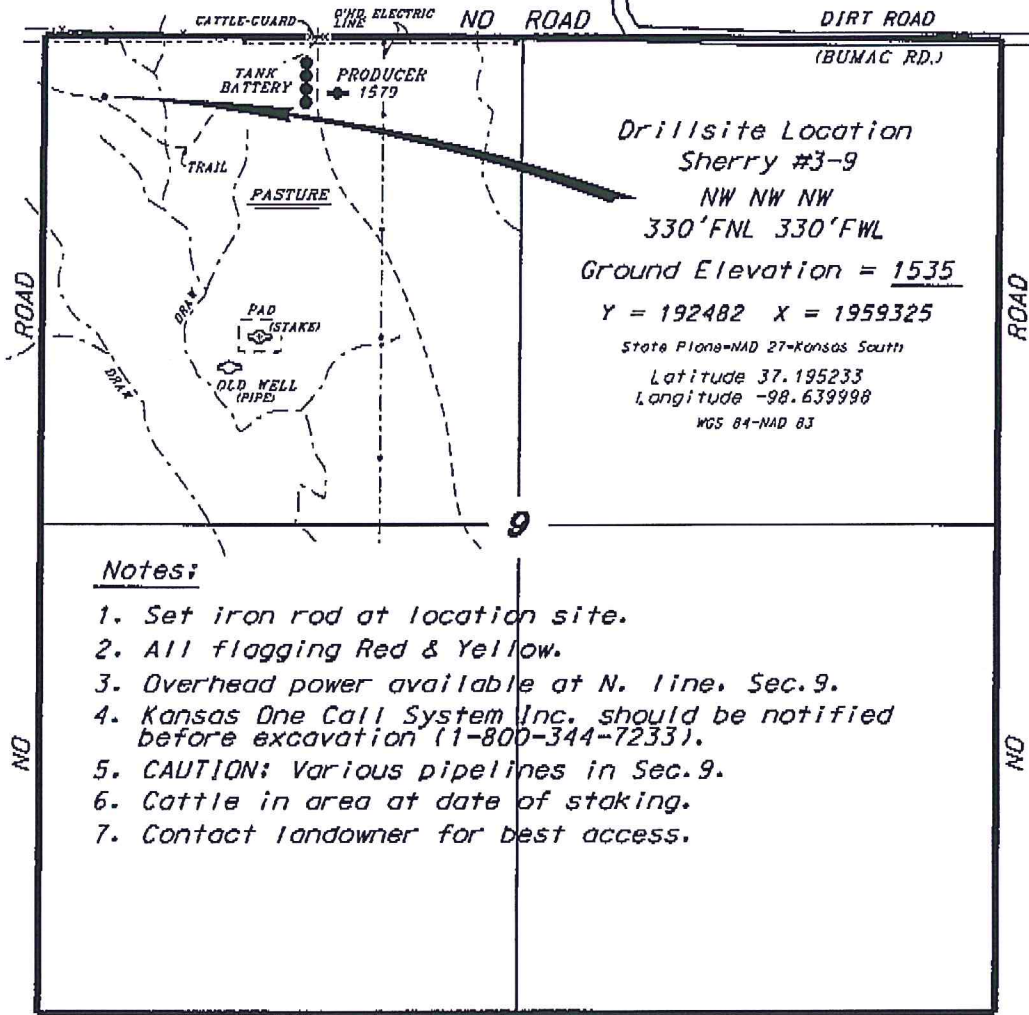 CATTLE-GUARD
O'HD. ELECTRIC
LINE
NO ROAD
DIRT ROAD
(BUMAC RD.)
TANK
BATTERY
PRODUCER
1579
TRAIL
PASTURE
Drillsite Location
Sherry #3-9
NW NW NW
330'FNL 330'FWL
Ground Elevation = 1535
Y = 192482 X = 1959325
State Plane-NAD 27-Kansas South
Latitude 37.195233
Longitude -98.639998
WGS 84-NAD 83
ROAD
ROAD
DRAW
PAD
(STAKE)
DRAW
OLD WELL
(PIPE)
9
Notes:
1. Set iron rod at location site.
2. All flagging Red & Yellow.
3. Overhead power available at N. line. Sec.9.
4. Kansas One Call System Inc. should be notified
before excavation (1-800-344-7233).
5. CAUTION: Various pipelines in Sec.9.
6. Cattle in area at date of staking.
7. Contact landowner for best access.
NO
NO